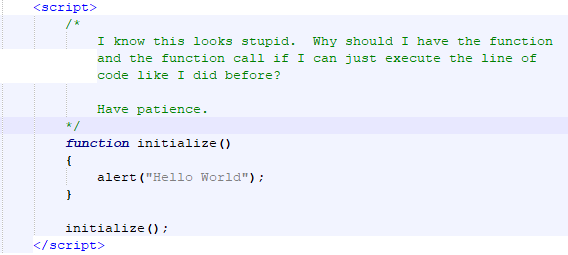 <script>
/*
I know this looks stupid.  Why should I have the function
and the function call if I can just execute the line of
code like I did before?
Have patience.
*/
function initialize()
{
alert("Hello World");
}
initialize();
</script>